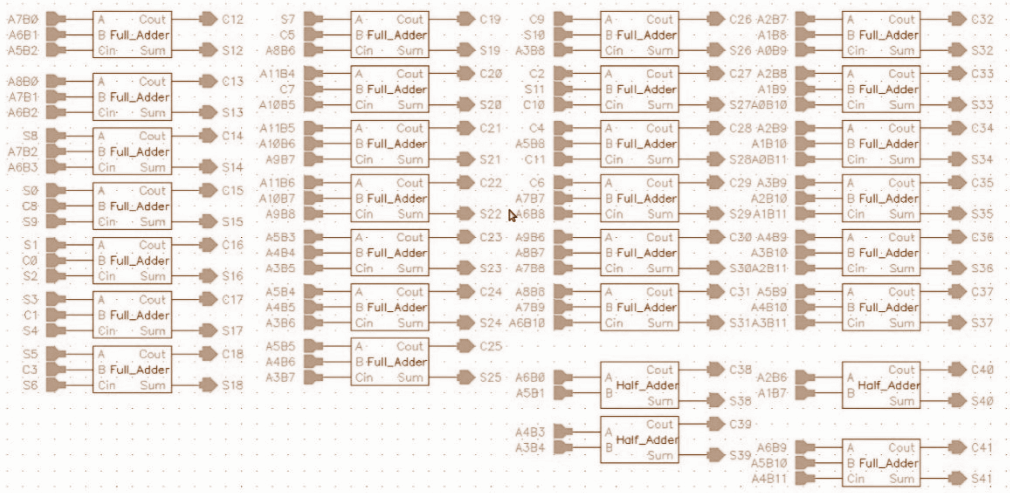 A7B0 A Cout C12
A6B1 B Full_Adder
A5B2 Cin Sum S12
A8B0 A Cout C13
A7B1 B Full_Adder
A6B2 Cin Sum S13
S8 A Cout C14
A7B2 B Full_Adder
A6B3 Cin Sum S14
S0 A Cout C15
C8 B Full_Adder
S9 Cin Sum S15
S1 A Cout C16
C0 B Full_Adder
S2 Cin Sum S16
S3 A Cout C17
C1 B Full_Adder
S4 Cin Sum S17
S5 A Cout C18
C3 B Full_Adder
S6 Cin Sum S18
S7 A Cout C19
C5 B Full_Adder
A8B6 Cin Sum S19
A11B4 A Cout C20
C7 B Full_Adder
A10B5 Cin Sum S20
A11B5 A Cout C21
A10B6 B Full_Adder
A9B7 Cin Sum S21
A11B6 A Cout C22
A10B7 B Full_Adder
A9B8 Cin Sum S22
A5B3 A Cout C23
A4B4 B Full_Adder
A3B5 Cin Sum S23
A5B4 A Cout C24
A4B5 B Full_Adder
A3B6 Cin Sum S24
A5B5 A Cout C25
A4B6 B Full_Adder
A3B7 Cin Sum S25
C9 A Cout C26
S10 B Full_Adder
A3B8 Cin Sum S26
C2 A Cout C27
S11 B Full_Adder
C10 Cin Sum S27
C4 A Cout C28
A5B8 B Full_Adder
C11 Cin Sum S28
C6 A Cout C29
A7B7 B Full_Adder
A6B8 Cin Sum S29
A9B6 A Cout C30
A8B7 B Full_Adder
A7B8 Cin Sum S30
A8B8 A Cout C31
A7B9 B Full_Adder
A6B10 Cin Sum S31
A6B0 A Cout C38
A5B1 B Half_Adder
Sum S38
A4B3 A Cout C39
A3B4 B Half_Adder
Sum S39
A2B7 A Cout C32
A1B8 B Full_Adder
A0B9 Cin Sum S32
A2B8 A Cout C33
A1B9 B Full_Adder
A0B10 Cin Sum S33
A2B9 A Cout C34
A1B10 B Full_Adder
A0B11 Cin Sum S34
A3B9 A Cout C35
A2B10 B Full_Adder
A1B11 Cin Sum S35
A4B9 A Cout C36
A3B10 B Full_Adder
A2B11 Cin Sum S36
A5B9 A Cout C37
A4B10 B Full_Adder
A3B11 Cin Sum S37
A2B6 A Cout C40
A1B7 B Half_Adder
Sum S40
A6B9 A Cout C41
A5B10 B Full_Adder
A4B11 Cin Sum S41